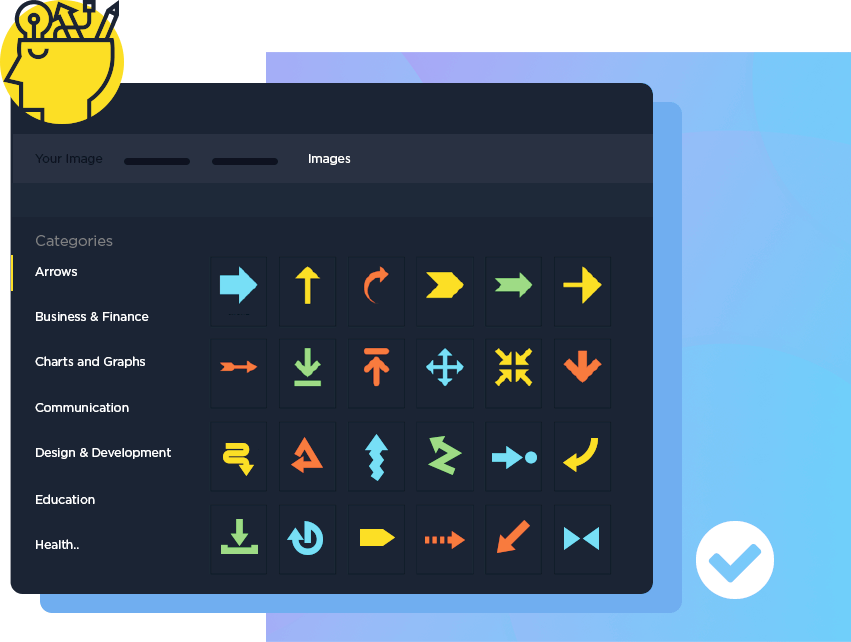 Your Image
Images
Categories
Arrows
Business & Finance
Charts and Graphs
Communication
Design & Development
Education
Health..